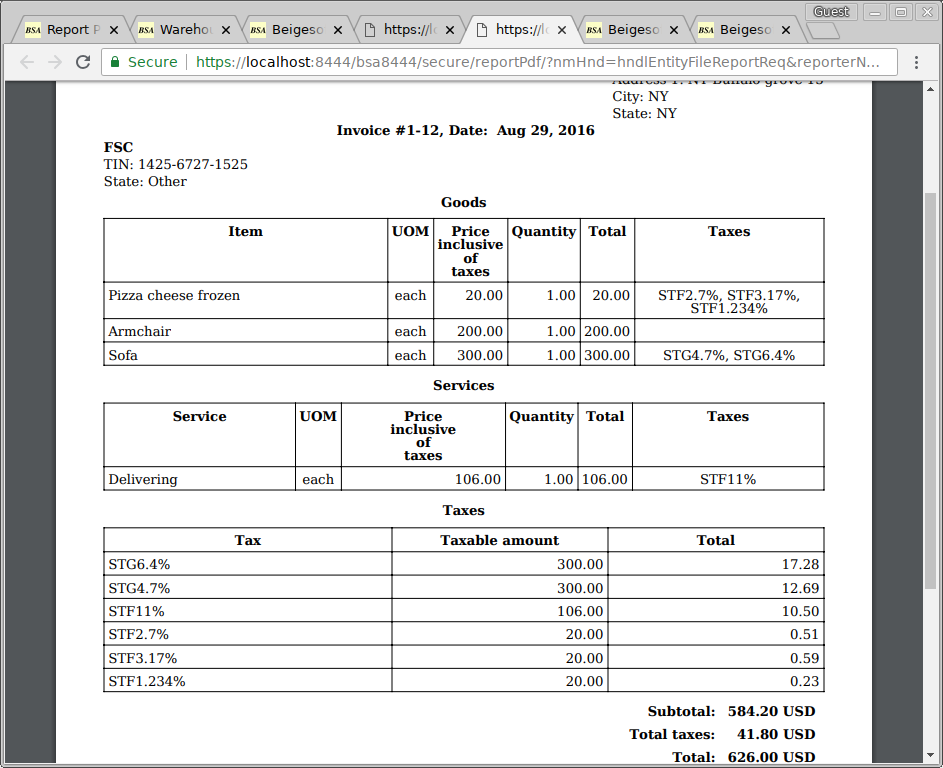 Guest
BSA Report P
BSA Wareho
BSA Beigeso
https://lo
https://lo
BSA Beigeso
BSA Beigeso
Secure https://localhost:8444/bsa8444/secure/reportPdf/?nmHnd=hndlEntityFileReportReq&reporterN...
City: NY
State: NY
Invoice #1-12, Date: Aug 29, 2016
FSC
TIN: 1425-6727-1525
State: Other
Goods
Item UOM Price inclusive of taxes Quantity Total Taxes
Pizza cheese frozen each 20.00 1.00 20.00 STF2.7%, STF3.17%,
STF1.234%
Armchair each 200.00 1.00 200.00
Sofa each 300.00 1.00 300.00 STG4.7%, STG6.4%
Services
Service UOM Price inclusive of taxes Quantity Total Taxes
Delivering each 106.00 1.00 106.00 STF11%
Taxes
Tax Taxable amount Total
STG6.4% 300.00 17.28
STG4.7% 300.00 12.69
STF11% 106.00 10.50
STF2.7% 20.00 0.51
STF3.17% 20.00 0.59
STF1.234% 20.00 0.23
Subtotal: 584.20 USD
Total taxes: 41.80 USD
Total: 626.00 USD